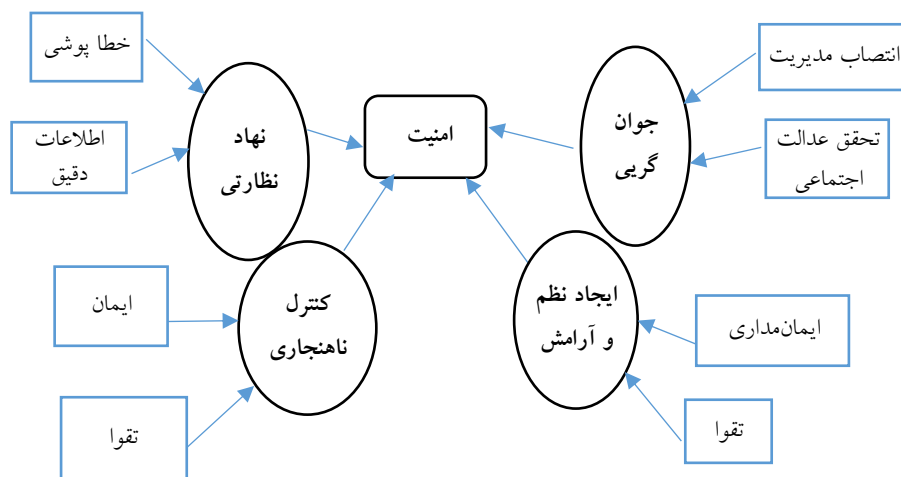 خطا پوشی
انتصاب مدیریت
امنیت
جوان
گریی
نهاد
نظارتی
اطلاعات
دقیق
تحقق عدالت
اجتماعی
ایمان
کنترل
ناهنجاری
ایجاد نظم
و آرامش
ایمان‌مداری
تقوا
تقوا